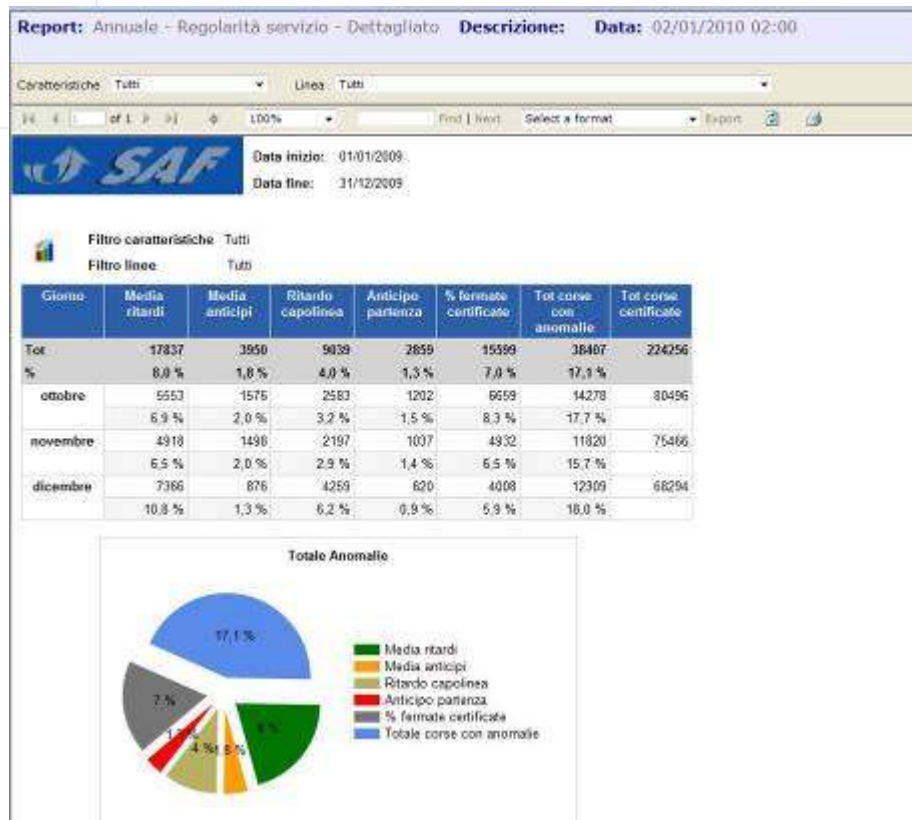 Report: Annuale - Regolarità servizio - Dettagliato Descrizione: Data: 02/01/2010 02:00
Caratteristiche Tutti Linea Tutti
1 of 1 100% Find | Next Select a format Export
SAF
Data inizio: 01/01/2009
Data fine: 31/12/2009
Filtro caratteristiche Tutti
Filtro linee Tutti
Giorno Media ritardi Media anticipi Ritardo capolinea Anticipo partenza % fermate certificate Tot corse con anomalie Tot corse certificate
Tot 17837 3950 9039 2859 15599 38407 224256
% 8,0 % 1,8 % 4,0 % 1,3 % 7,0 % 17,1 %
ottobre 5553 1576 2583 1202 6659 14278 80496
6,9 % 2,0 % 3,2 % 1,5 % 8,3 % 17,7 %
novembre 4918 1498 2197 1037 4932 11820 75466
6,5 % 2,0 % 2,9 % 1,4 % 6,5 % 15,7 %
dicembre 7366 876 4259 620 4008 12309 68294
10,8 % 1,3 % 6,2 % 0,9 % 5,9 % 18,0 %
Totale Anomalie
17,1 %
7 %
1,3 %
4 %
1,8 %
8 %
Media ritardi
Media anticipi
Ritardo capolinea
Anticipo partenza
% fermate certificate
Totale corse con anomalie